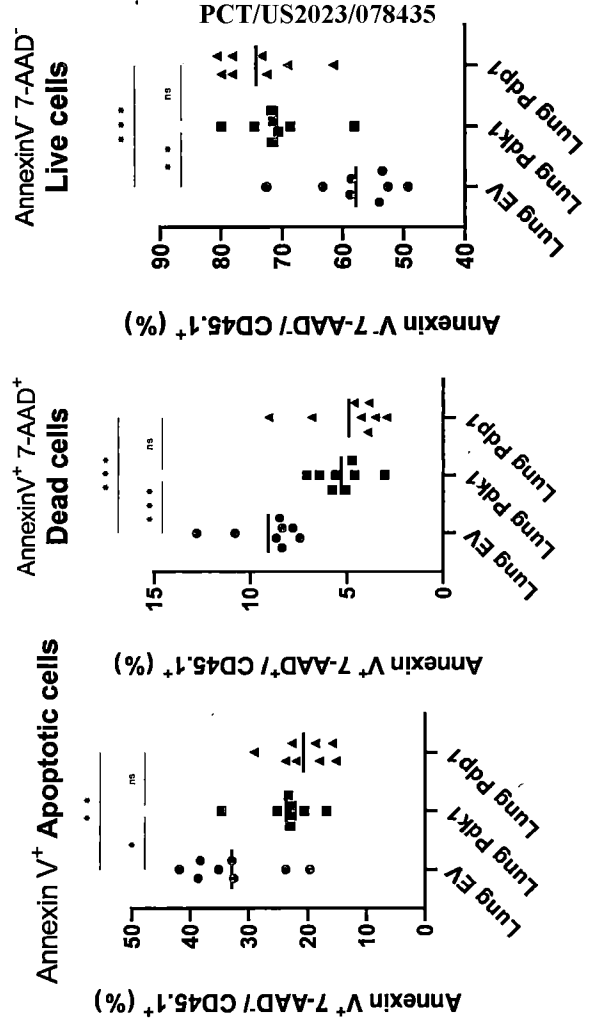 PCT/US2023/078435
Annexin V⁺ Apoptotic cells
Annexin V⁺ 7-AAD⁻/ CD45.1⁺ (%)
50
40
30
20
10
0
* *
*
ns
Lung EV
Lung Pdk1
Lung Pdp1
AnnexinV⁺ 7-AAD⁺
Dead cells
Annexin V⁺ 7-AAD⁺/ CD45.1⁺ (%)
15
10
5
0
* * *
* * *
ns
Lung EV
Lung Pdk1
Lung Pdp1
AnnexinV⁻ 7-AAD⁻
Live cells
Annexin V⁻7-AAD⁻/ CD45.1⁺ (%)
90
80
70
60
50
40
* * *
* *
ns
Lung EV
Lung Pdk1
Lung Pdp1